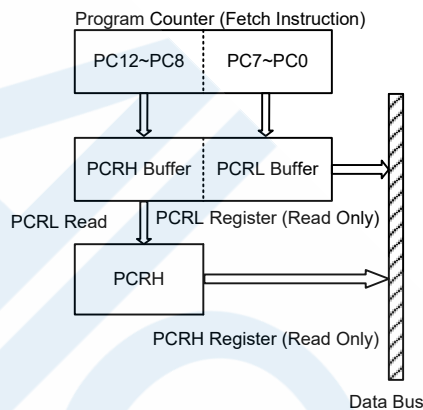 Program Counter (Fetch Instruction)
PC12~PC8 PC7~PC0
PCRH Buffer PCRL Buffer
PCRL Read PCRL Register (Read Only)
PCRH
PCRH Register (Read Only)
Data Bus